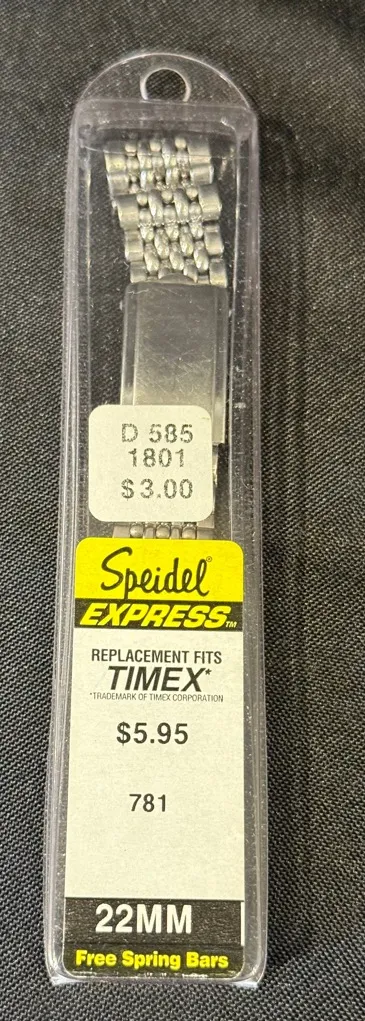 D 585
1801
$3.00
Speidel®
EXPRESS™
REPLACEMENT FITS
TIMEX*
*TRADEMARK OF TIMEX CORPORATION
$5.95
781
22MM
Free Spring Bars